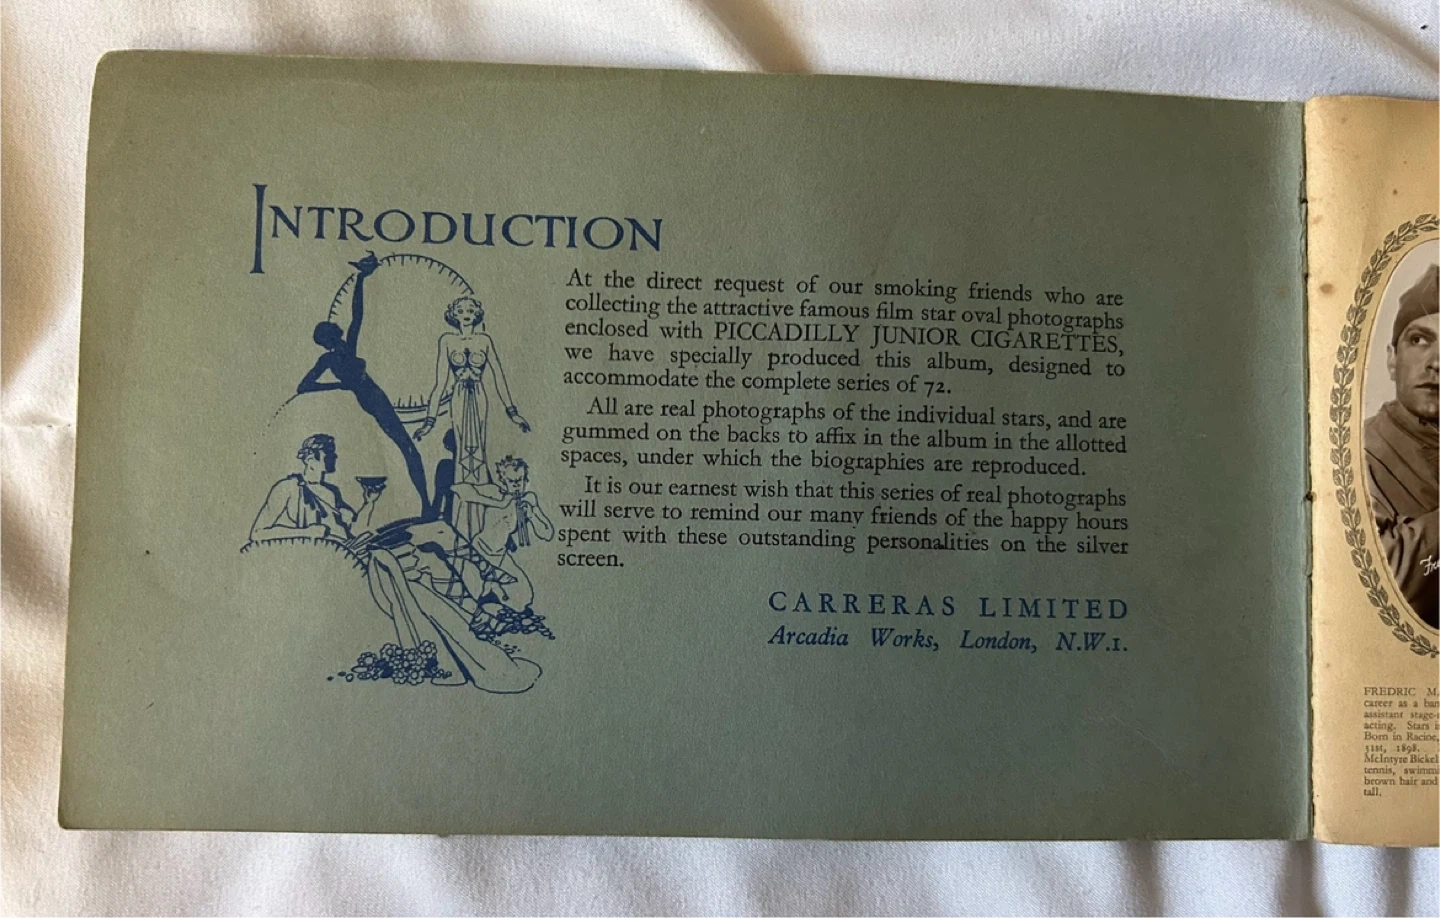 INTRODUCTION
At the direct request of our smoking friends who are
collecting the attractive famous film star oval photographs
enclosed with PICCADILLY JUNIOR CIGARETTES,
we have specially produced this album, designed to
accommodate the complete series of 72.
All are real photographs of the individual stars, and are
gummed on the backs to affix in the album in the allotted
spaces, under which the biographies are reproduced.
It is our earnest wish that this series of real photographs
will serve to remind our many friends of the happy hours
spent with these outstanding personalities on the silver
screen.
CARRERAS LIMITED
Arcadia Works, London, N.W.1.
Fre
FREDRIC M.
career as a ban
assistant stage-
acting. Stars i
Born in Racine,
31st, 1898.
McIntyre Bickel
tennis, swimmi
brown hair and
tall.